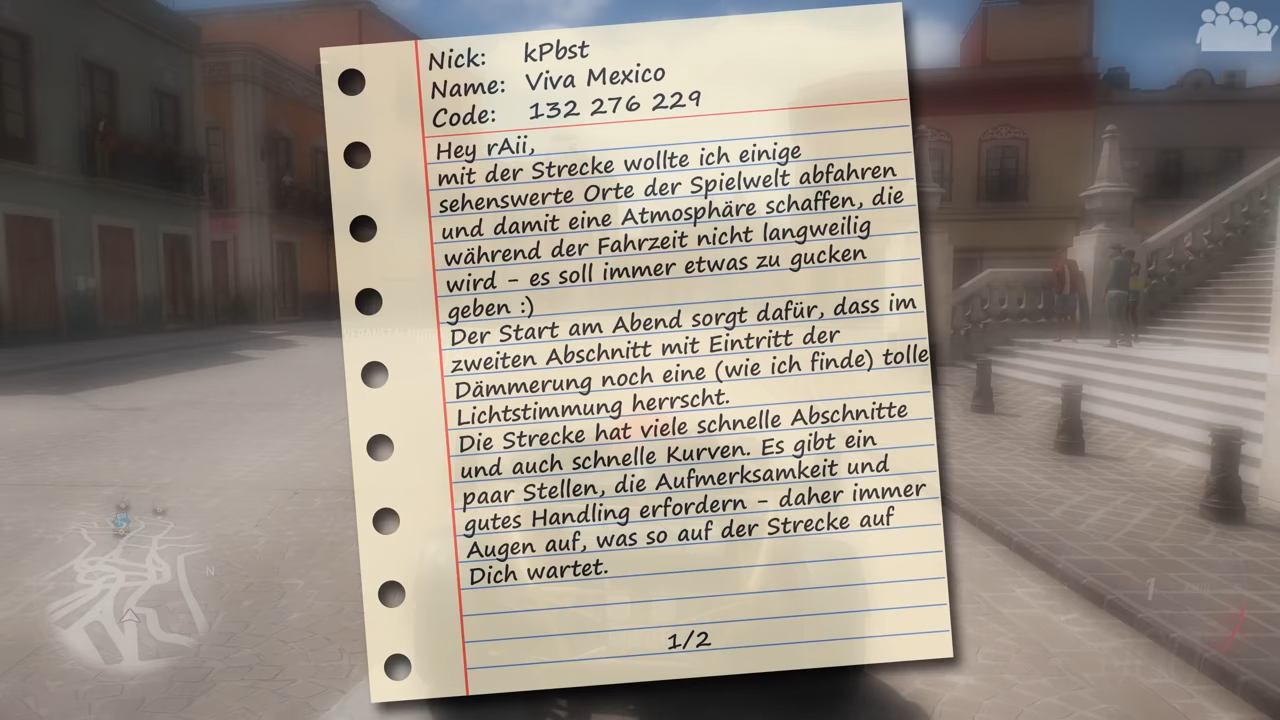 Nick: kPbst
Name: Viva Mexico
Code: 132 276 229
Hey rAii,
mit der Strecke wollte ich einige
sehenswerte Orte der Spielwelt abfahren
und damit eine Atmosphäre schaffen, die
während der Fahrzeit nicht langweilig
wird - es soll immer etwas zu gucken
geben :)
Der Start am Abend sorgt dafür, dass im
zweiten Abschnitt mit Eintritt der
Dämmerung noch eine (wie ich finde) tolle
Lichtstimmung herrscht.
Die Strecke hat viele schnelle Abschnitte
und auch schnelle Kurven. Es gibt ein
paar Stellen, die Aufmerksamkeit und
gutes Handling erfordern - daher immer
Augen auf, was so auf der Strecke auf
Dich wartet.
1/2
N
1